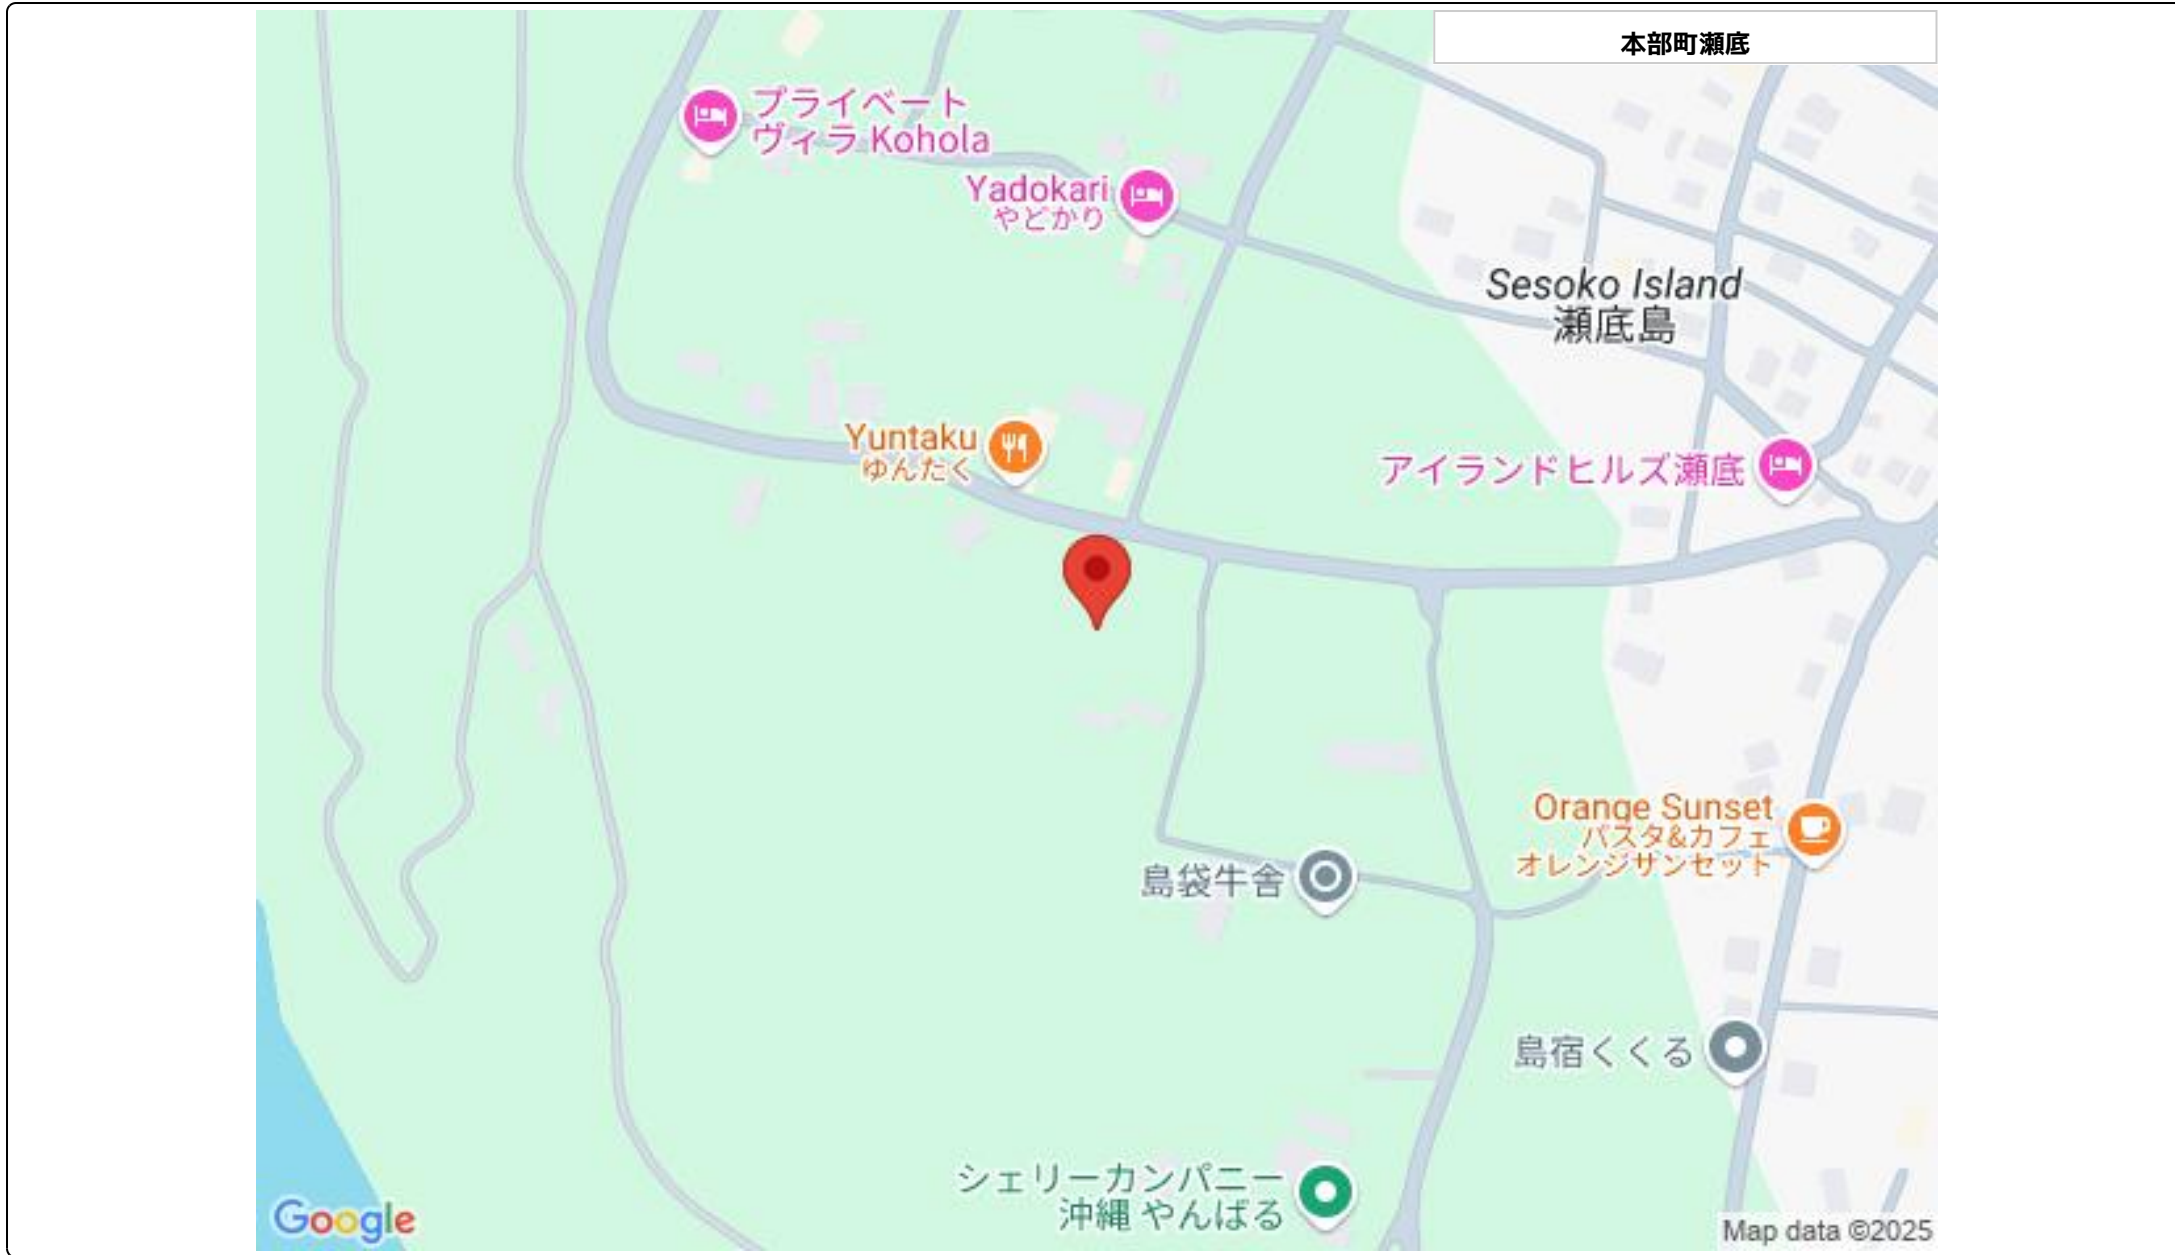 本部町瀬底
プライベート
ヴィラ Kohola
Yadokari
やどかり
Sesoko Island
瀬底島
Yuntaku
ゆんたく
アイランドヒルズ瀬底
Orange Sunset
パスタ&カフェ
オレンジサンセット
島袋牛舎
島宿くくる
シェリーカンパニー
沖縄 やんばる
Google
Map data ©2025